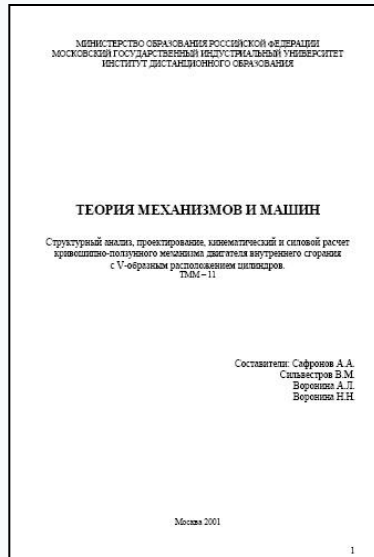 МИНИСТЕРСТВО ОБРАЗОВАНИЯ РОССИЙСКОЙ ФЕДЕРАЦИИ
МОСКОВСКИЙ ГОСУДАРСТВЕННЫЙ ИНДУСТРИАЛЬНЫЙ УНИВЕРСИТЕТ
ИНСТИТУТ ДИСТАНЦИОННОГО ОБРАЗОВАНИЯ
ТЕОРИЯ МЕХАНИЗМОВ И МАШИН
Структурный анализ, проектирование, кинематический и силовой расчет
кривошипно-ползунного механизма двигателя внутреннего сгорания
с V-образным расположением цилиндров.
ТММ – 11
Составители: Сафронов А.А.
Сильвестров В.М.
Воронина А.Л.
Воронина Н.Н.
Москва 2001
1